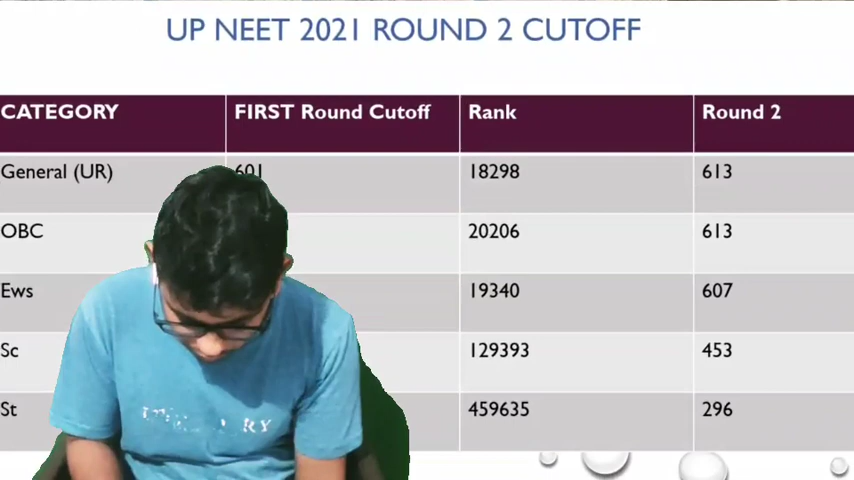 UP NEET 2021 ROUND 2 CUTOFF
CATEGORY FIRST Round Cutoff Rank Round 2
General (UR) 601 18298 613
OBC 20206 613
Ews 19340 607
Sc 129393 453
St 459635 296